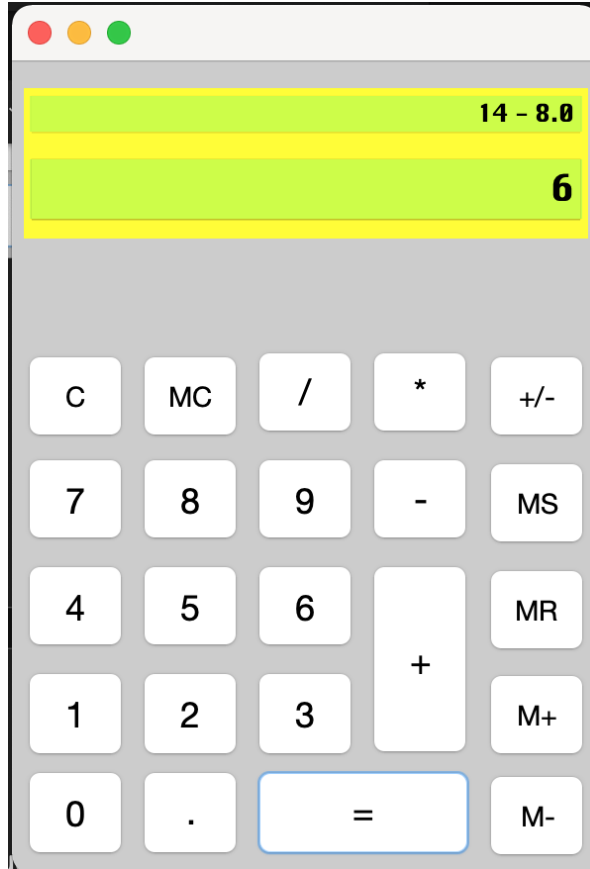 14 - 8.0
6
C MC / * +/-
7 8 9 - MS
4 5 6 + MR
1 2 3 M+
0 . = M-